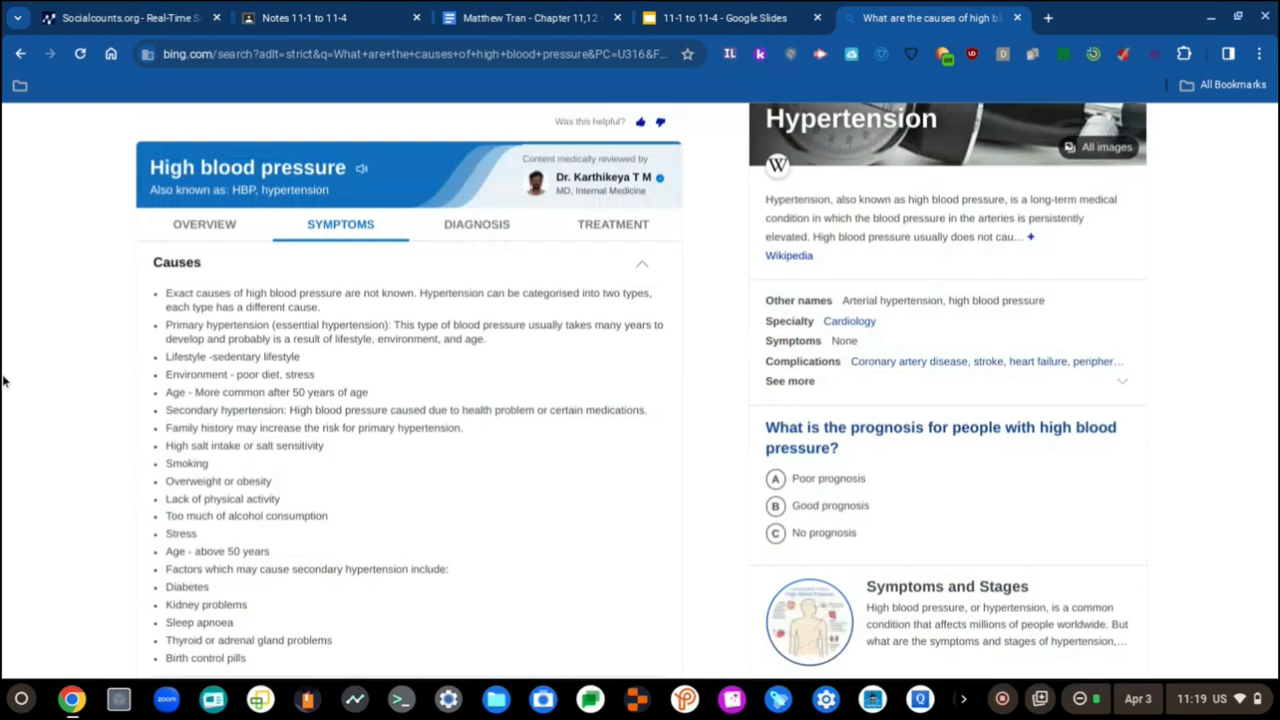 Socialcounts.org - Real-Time S
Notes 11-1 to 11-4
Matthew Tran - Chapter 11,12
11-1 to 11-4 - Google Slides
What are the causes of high bl
bing.com/search?adlt=strict&q=What+are+the+causes+of+high+blood+pressure&PC=U316&F...
All Bookmarks
Was this helpful?
High blood pressure
Also known as: HBP, hypertension
Content medically reviewed by
Dr. Karthikeya T M
MD, Internal Medicine
OVERVIEW
SYMPTOMS
DIAGNOSIS
TREATMENT
Causes
Exact causes of high blood pressure are not known. Hypertension can be categorised into two types,
each type has a different cause.
Primary hypertension (essential hypertension): This type of blood pressure usually takes many years to
develop and probably is a result of lifestyle, environment, and age.
Lifestyle -sedentary lifestyle
Environment - poor diet, stress
Age - More common after 50 years of age
Secondary hypertension: High blood pressure caused due to health problem or certain medications.
Family history may increase the risk for primary hypertension.
High salt intake or salt sensitivity
Smoking
Overweight or obesity
Lack of physical activity
Too much of alcohol consumption
Stress
Age - above 50 years
Factors which may cause secondary hypertension include:
Diabetes
Kidney problems
Sleep apnoea
Thyroid or adrenal gland problems
Birth control pills
Hypertension
All images
W
Hypertension, also known as high blood pressure, is a long-term medical
condition in which the blood pressure in the arteries is persistently
elevated. High blood pressure usually does not cau... +
Wikipedia
Other names Arterial hypertension, high blood pressure
Specialty Cardiology
Symptoms None
Complications Coronary artery disease, stroke, heart failure, peripher...
See more
What is the prognosis for people with high blood
pressure?
A Poor prognosis
B Good prognosis
C No prognosis
Symptoms and Stages
High blood pressure, or hypertension, is a common
condition that affects millions of people worldwide. But
what are the symptoms and stages of hypertension,...
zoom
Apr 3
11:19 US